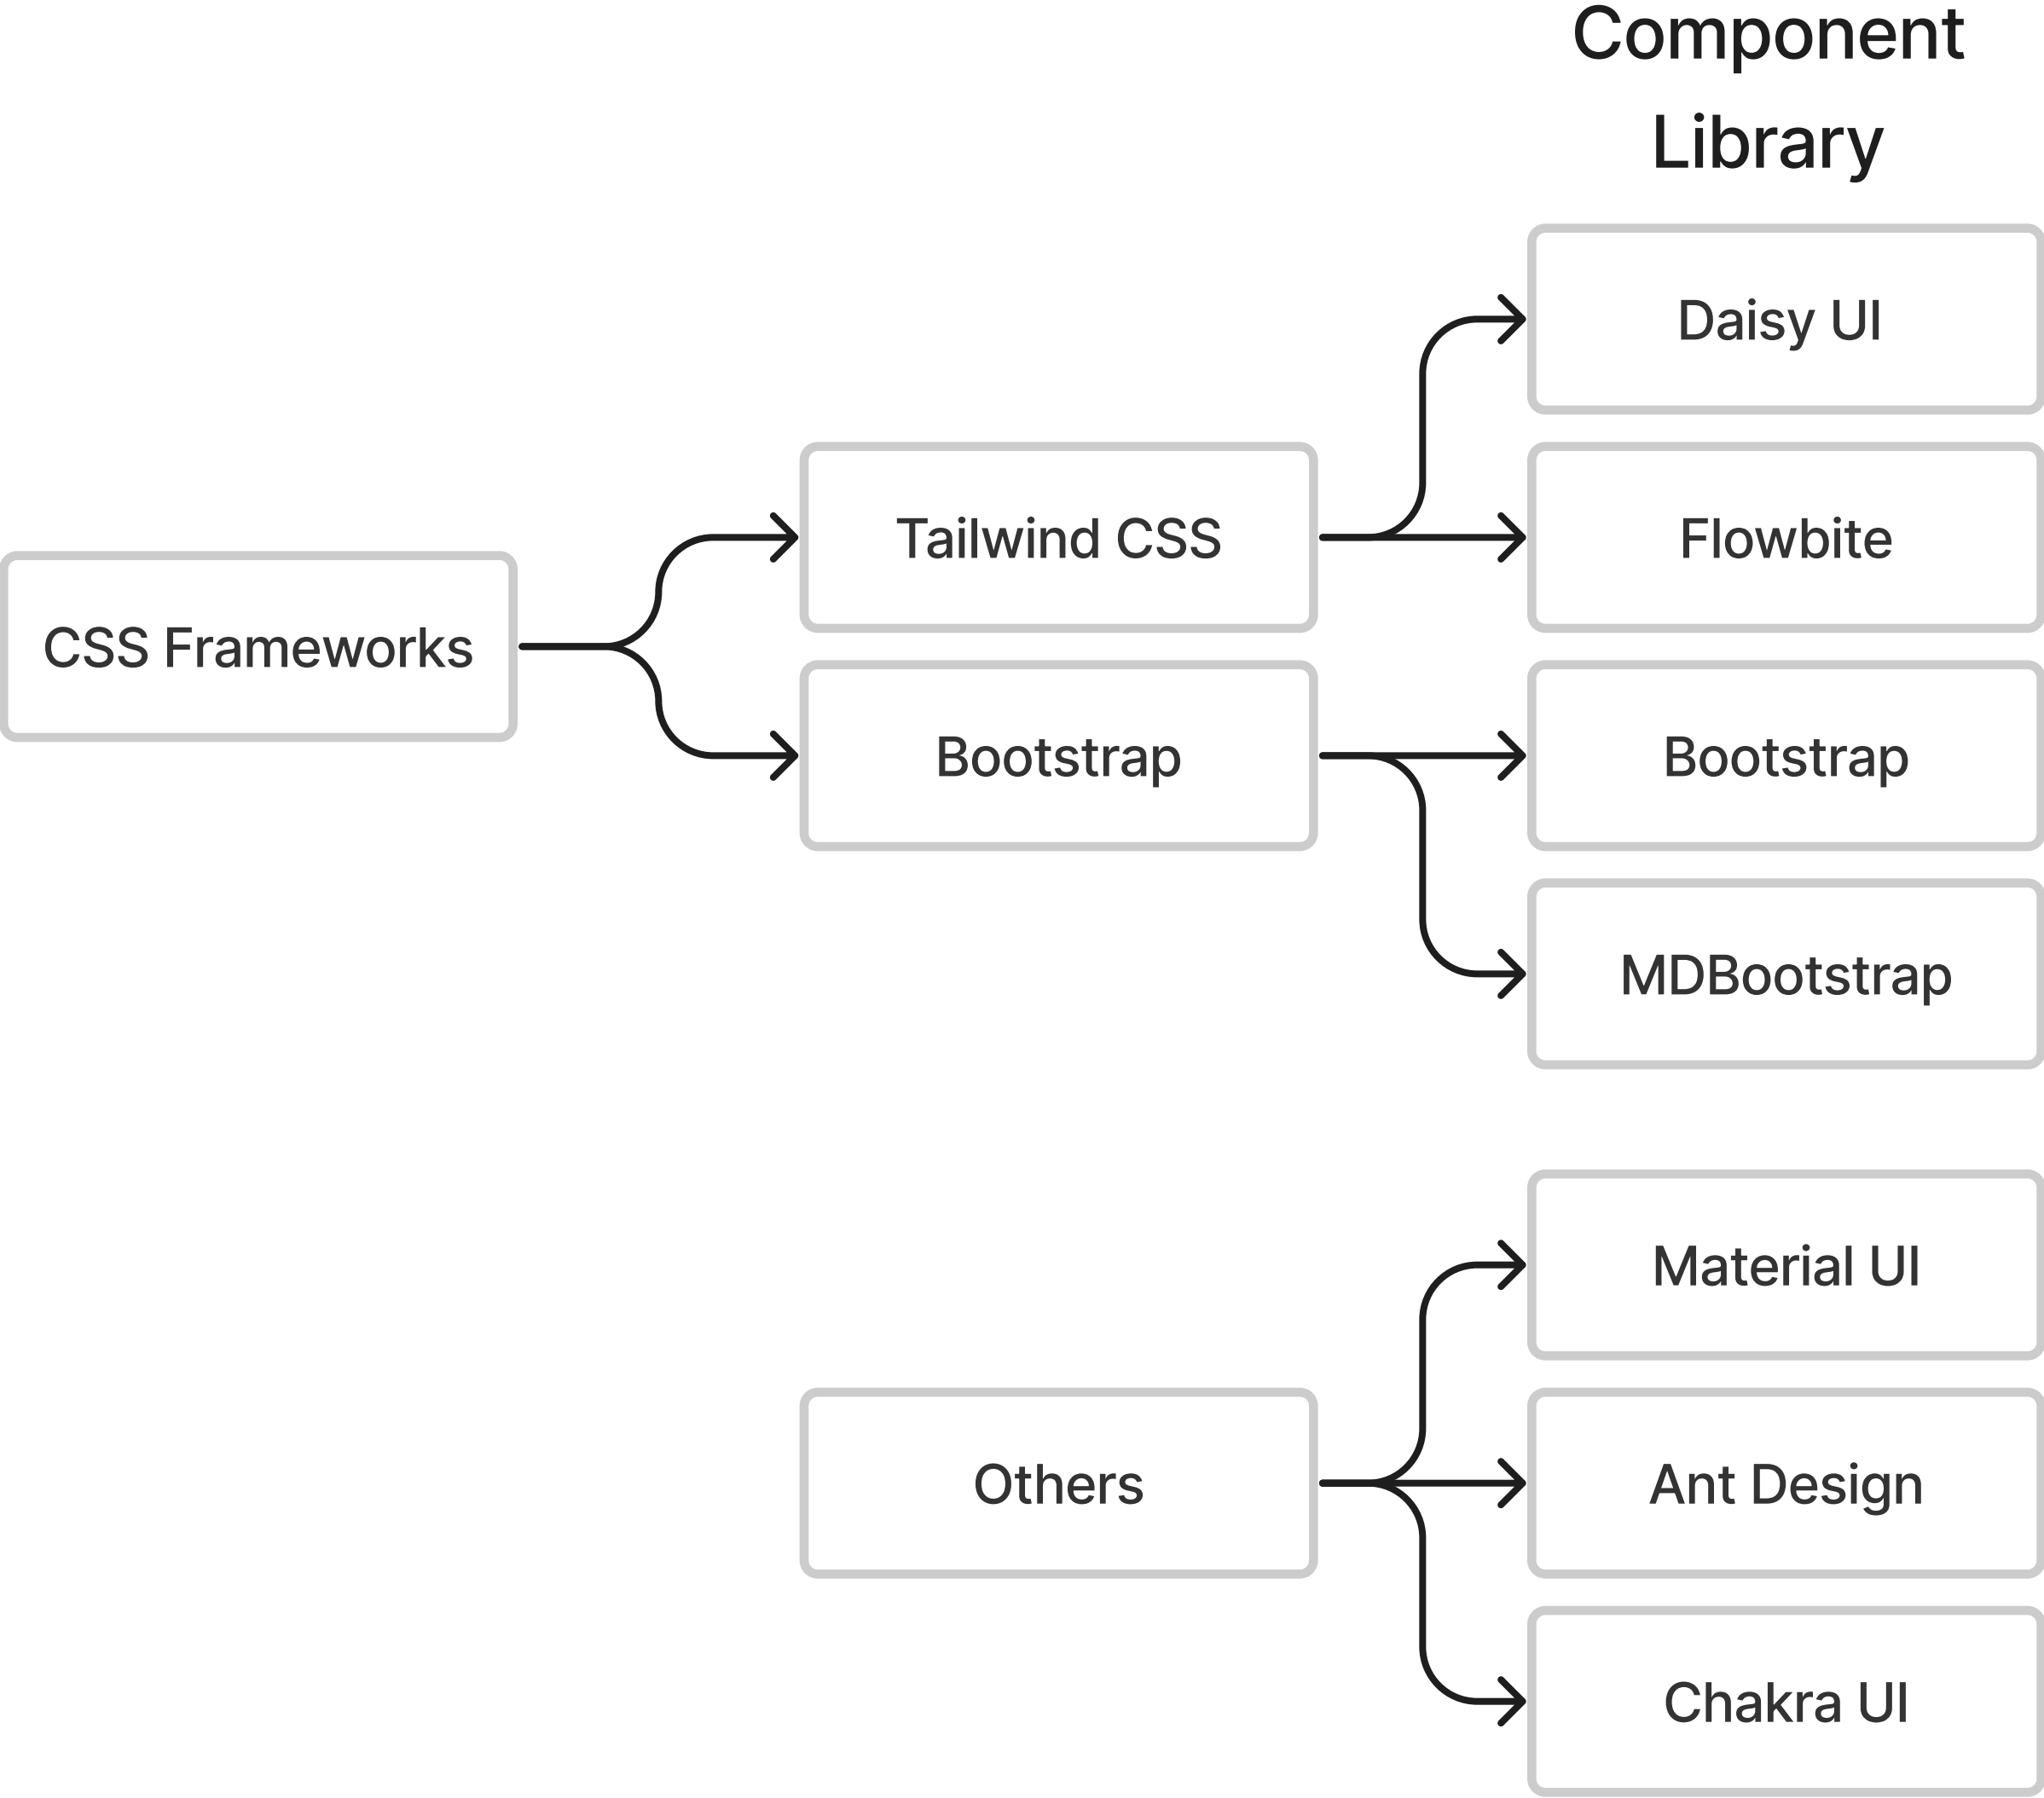 Component
Library
Daisy UI
Tailwind CSS
Flowbite
CSS Frameworks
Bootstrap
Bootstrap
MDBootstrap
Material UI
Others
Ant Design
Chakra UI